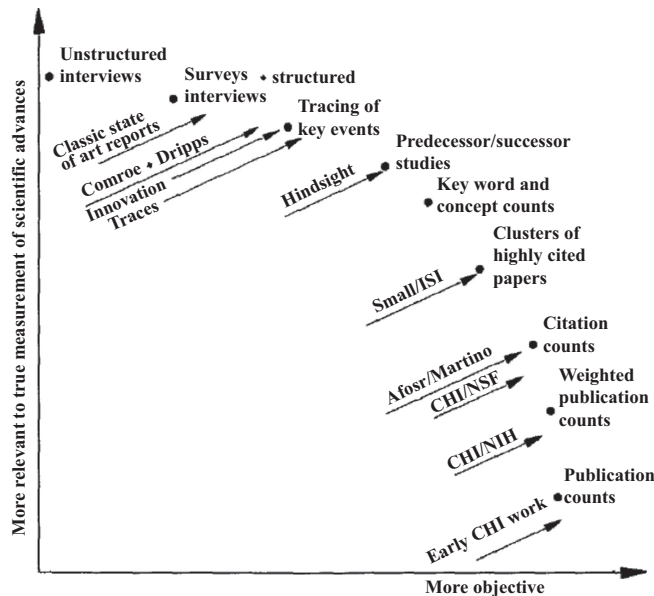 More relevant to true measurement of scientific advances
Unstructured
interviews
Surveys + structured
interviews
Classic state
of art reports
Tracing of
key events
Comroe + Dripps
Innovation
Traces
Predecessor/successor
studies
Hindsight
Key word and
concept counts
Clusters of
highly cited
papers
Small/ISI
Citation
counts
Afosr/Martino
CHI/NSF
Weighted
publication
counts
CHI/NIH
Publication
counts
Early CHI work
More objective